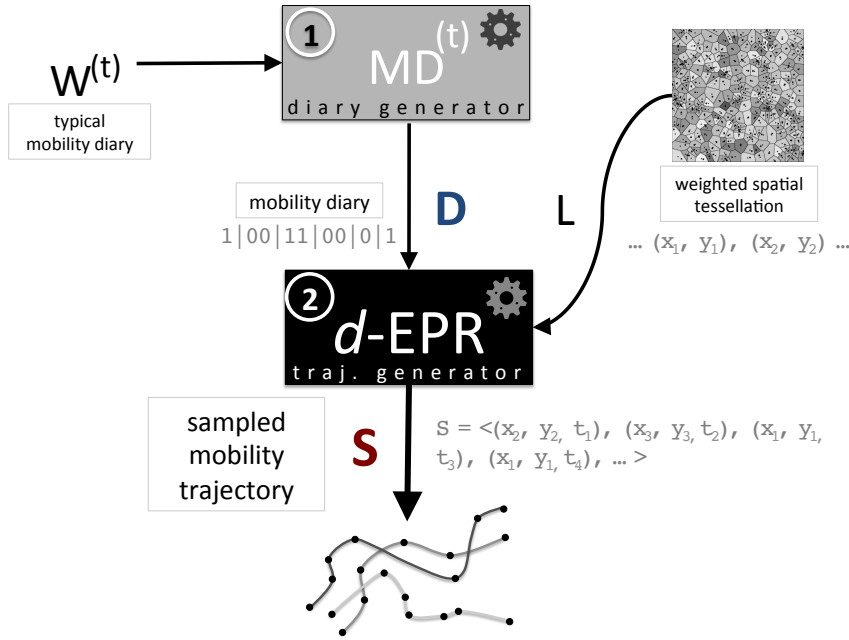 1
MD^(t)
diary generator
W^(t)
typical
mobility diary
mobility diary
1|00|11|00|0|1
D
L
weighted spatial
tessellation
… (x₁, y₁), (x₂, y₂) …
2
d-EPR
traj. generator
sampled
mobility
trajectory
S
S = <(x₂, y₂, t₁), (x₃, y₃, t₂), (x₁, y₁,
t₃), (x₁, y₁, t₄), … >